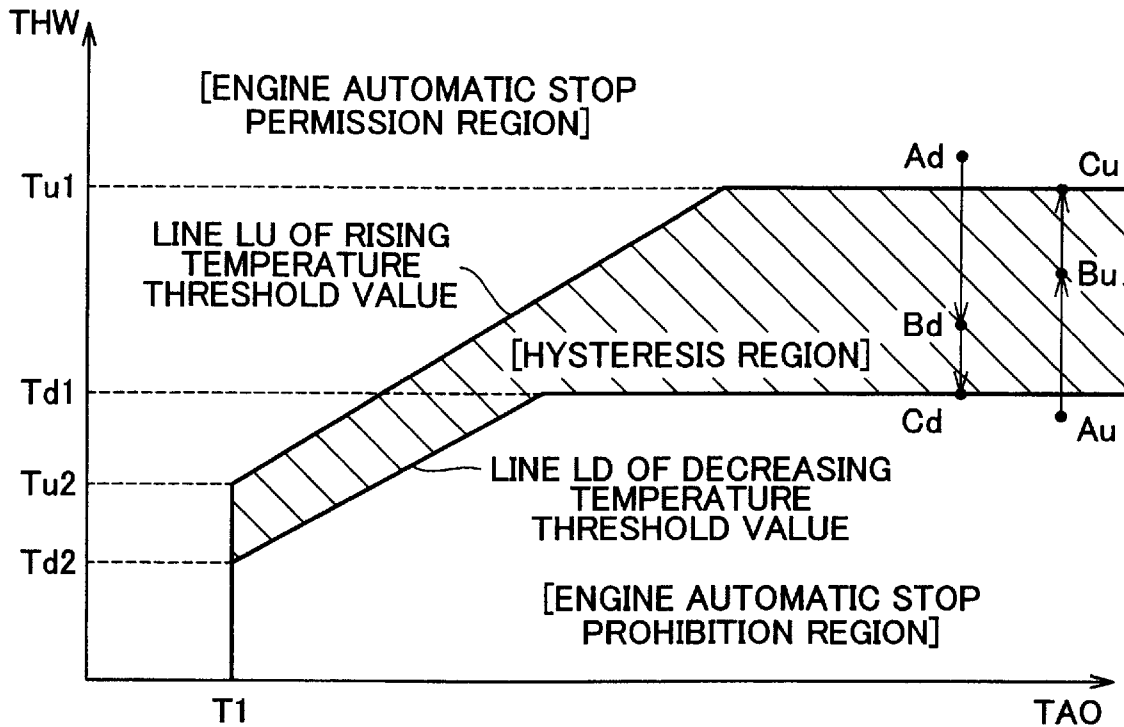 THW
[ENGINE AUTOMATIC STOP
PERMISSION REGION]
Ad
Cu
Tu1
LINE LU OF RISING
TEMPERATURE
THRESHOLD VALUE
Bu
Bd
[HYSTERESIS REGION]
Td1
Cd
Au
Tu2
LINE LD OF DECREASING
TEMPERATURE
THRESHOLD VALUE
Td2
[ENGINE AUTOMATIC STOP
PROHIBITION REGION]
T1
TAO